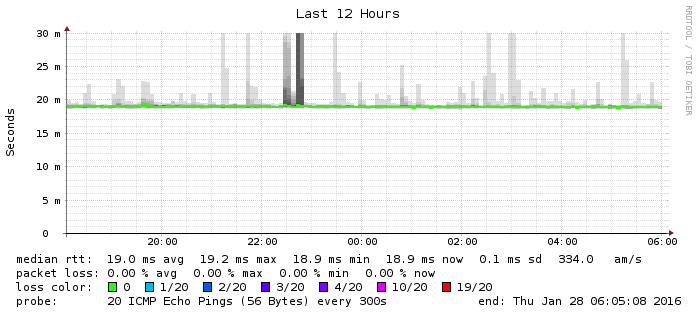 Last 12 Hours
RRDTOOL / TOBI OETIKER
Seconds
30 m
25 m
20 m
15 m
10 m
5 m
0
20:00 22:00 00:00 02:00 04:00 06:00
median rtt: 19.0 ms avg 19.2 ms max 18.9 ms min 18.9 ms now 0.1 ms sd 334.0 am/s
packet loss: 0.00 % avg 0.00 % max 0.00 % min 0.00 % now
loss color: 0 1/20 2/20 3/20 4/20 10/20 19/20
probe: 20 ICMP Echo Pings (56 Bytes) every 300s end: Thu Jan 28 06:05:08 2016